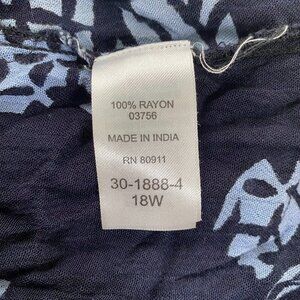 100% RAYON
03756
MADE IN INDIA
RN 80911
30-1888-4
18W